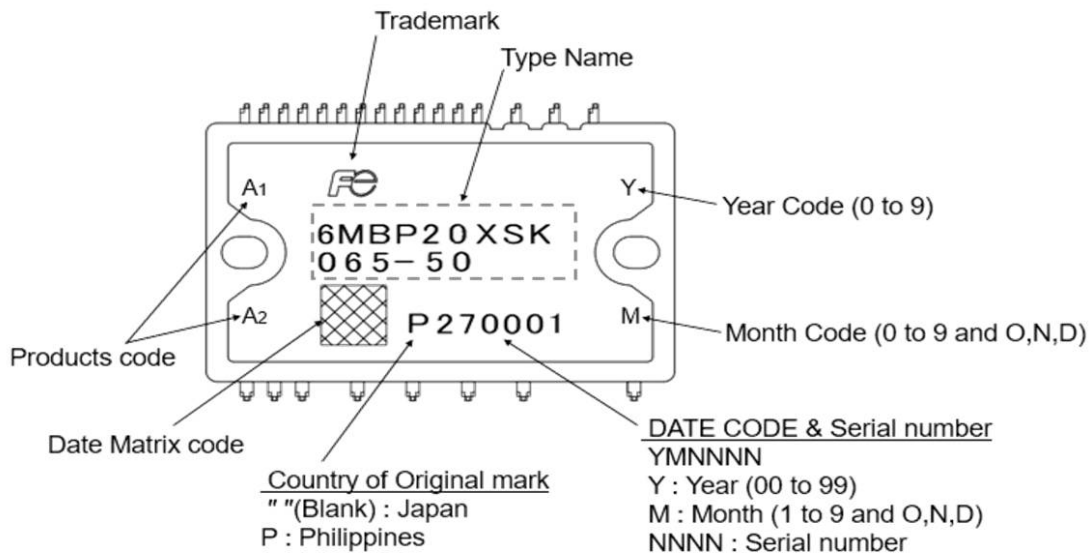 Trademark
Type Name
A1
Fe
Y
Year Code (0 to 9)
6MBP20XSK
065-50
A2
P270001
M
Month Code (0 to 9 and O,N,D)
Products code
Date Matrix code
Country of Original mark
" "(Blank) : Japan
P : Philippines
DATE CODE & Serial number
YMNNNN
Y : Year (00 to 99)
M : Month (1 to 9 and O,N,D)
NNNN : Serial number